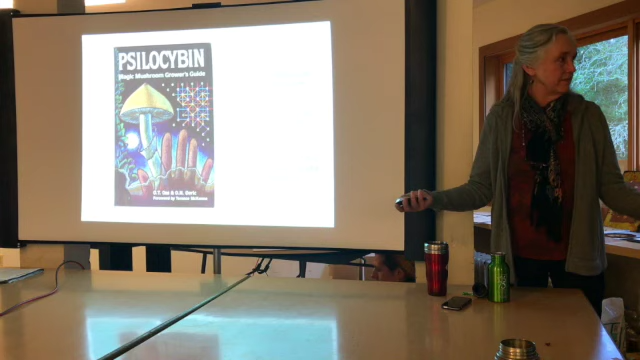 PSILOCYBIN
Magic Mushroom Grower's Guide
O.T. Oss & O.N. Oeric
Foreword by Terence McKenna